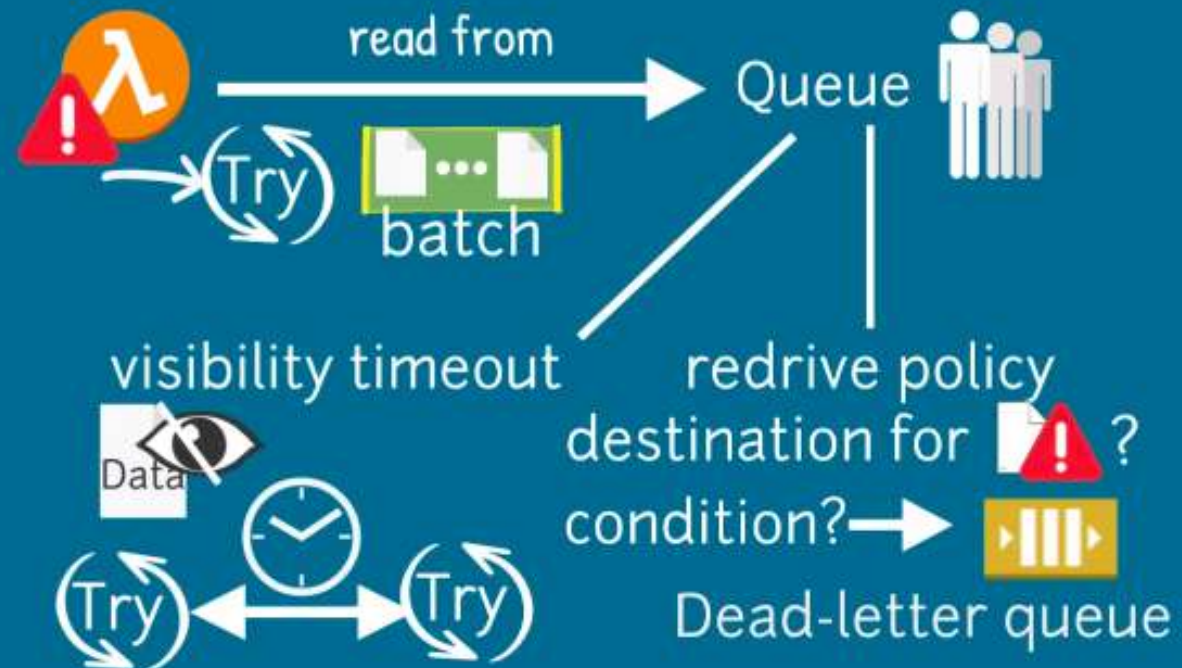 read from
Queue
Try
batch
visibility timeout
Data
Try
Try
redrive policy
destination for ?
condition?
Dead-letter queue